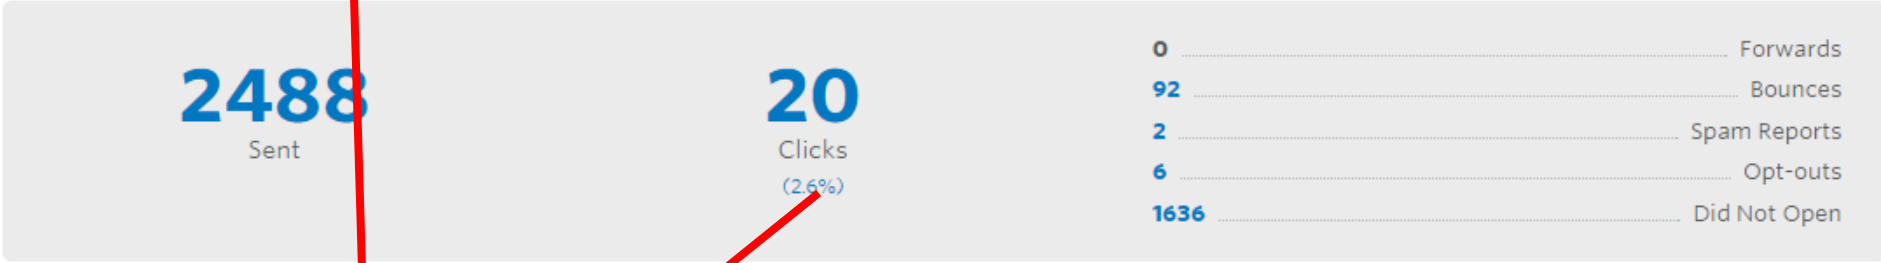 2488
Sent
20
Clicks
(2.6%)
0 Forwards
92 Bounces
2 Spam Reports
6 Opt-outs
1636 Did Not Open